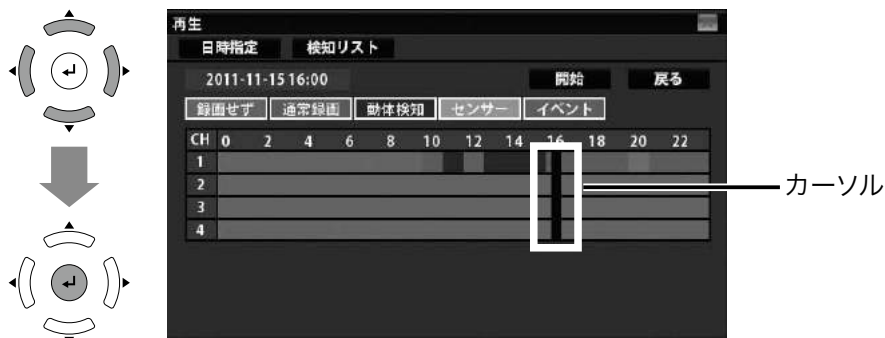 再生
日時指定 検知リスト
2011-11-15 16:00 開始 戻る
録画せず 通常録画 動体検知 センサー イベント
CH 0 2 4 6 8 10 12 14 16 18 20 22
1
2
3
4
カーソル